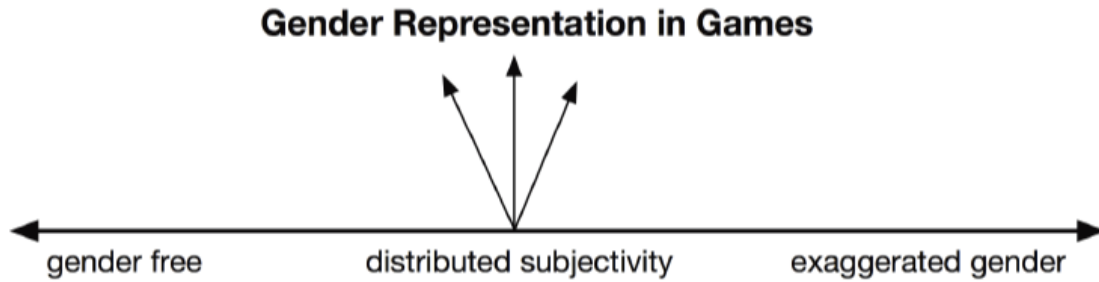 Gender Representation in Games
gender free distributed subjectivity exaggerated gender